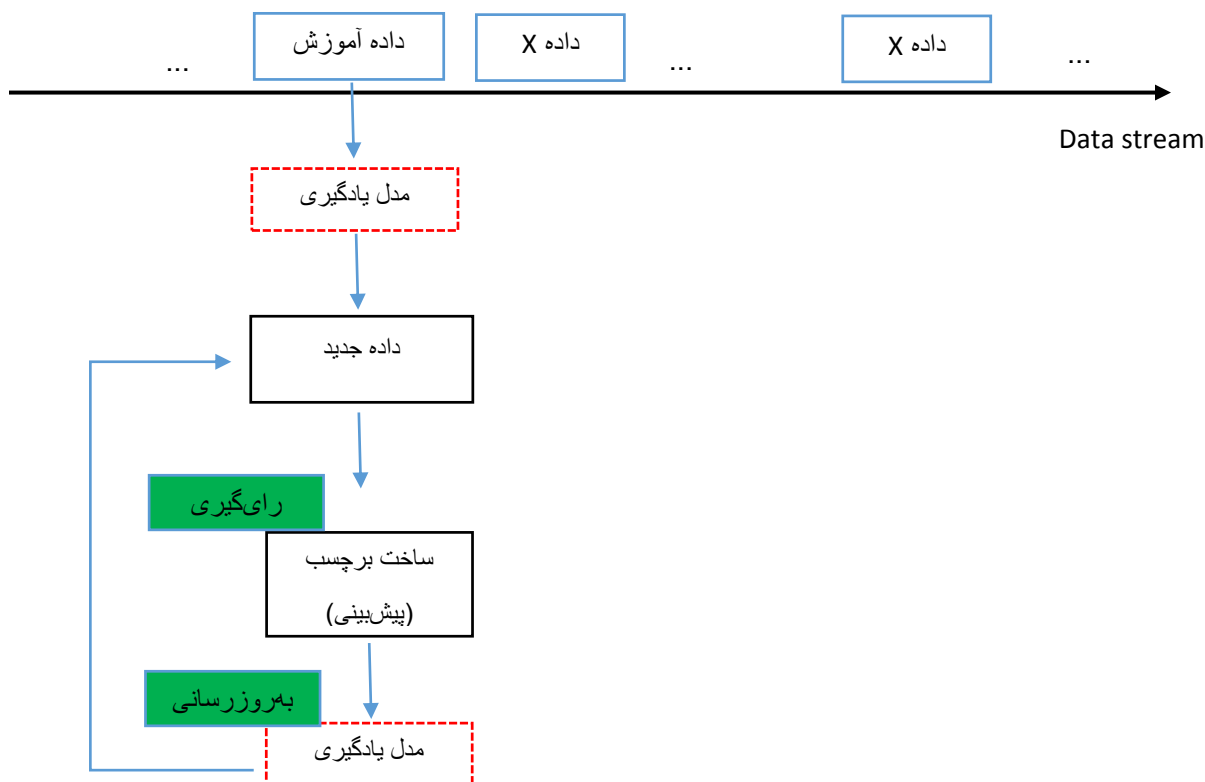 داده آموزش
داده X
داده X
...
...
...
Data stream
مدل یادگیری
داده جدید
رای‌گیری
ساخت برچسب
(پیش‌بینی)
به‌روزرسانی
مدل یادگیری